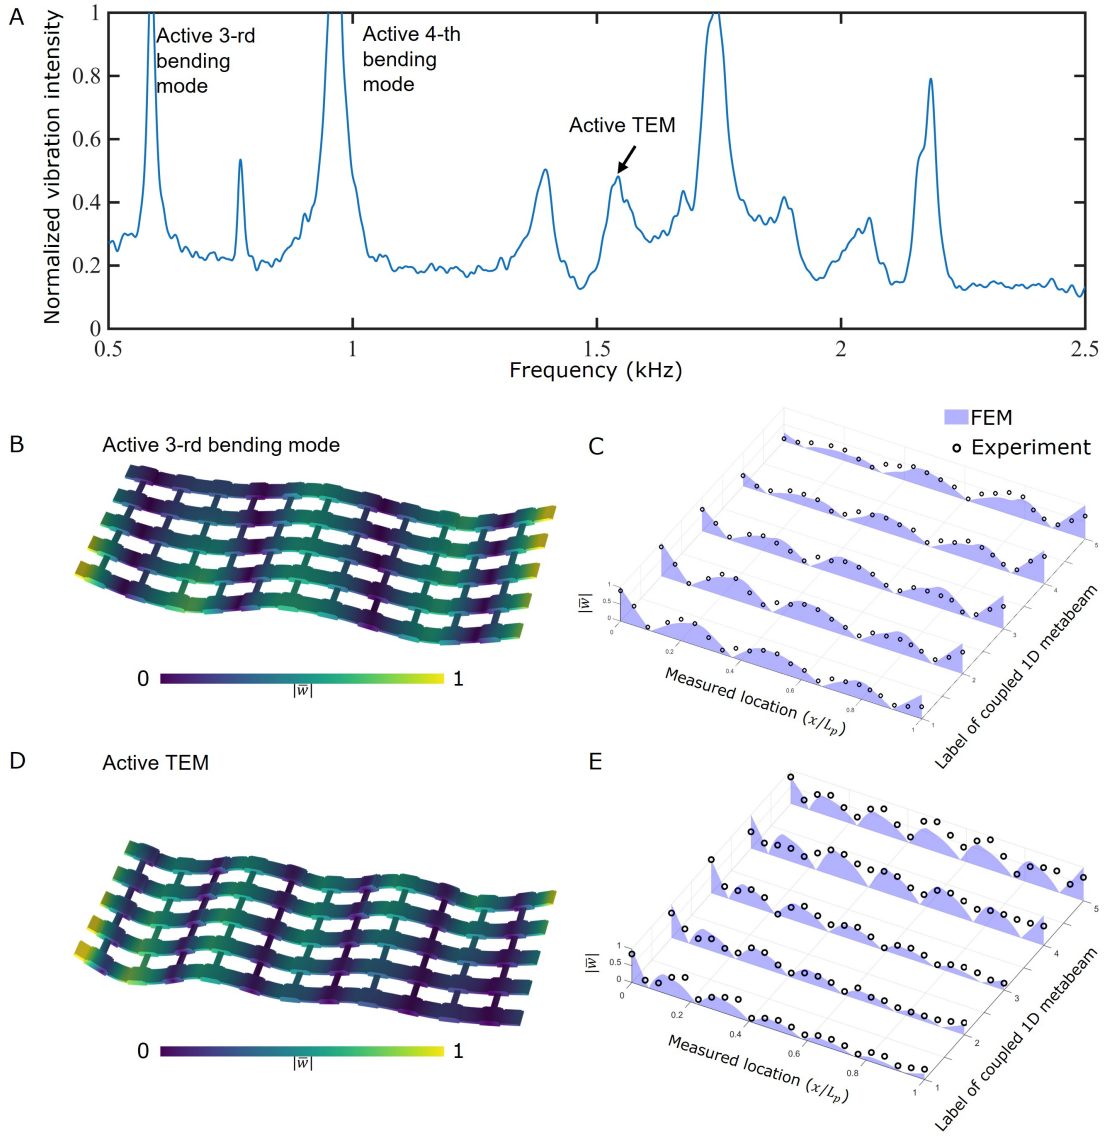 A
Normalized vibration intensity
1
0.8
0.6
0.4
0.2
0
Active 3-rd
bending
mode
Active 4-th
bending
mode
Active TEM
0.5
1
1.5
2
2.5
Frequency (kHz)
B
Active 3-rd bending mode
0
1
|w̅|
C
FEM
Experiment
|w̅|
1
0.5
0
0
0.2
0.4
0.6
0.8
1
Measured location (x/Lₚ)
1
2
3
4
5
Label of coupled 1D metabeam
D
Active TEM
0
1
|w̅|
E
|w̅|
1
0.5
0
0
0.2
0.4
0.6
0.8
1
Measured location (x/Lₚ)
1
2
3
4
5
Label of coupled 1D metabeam